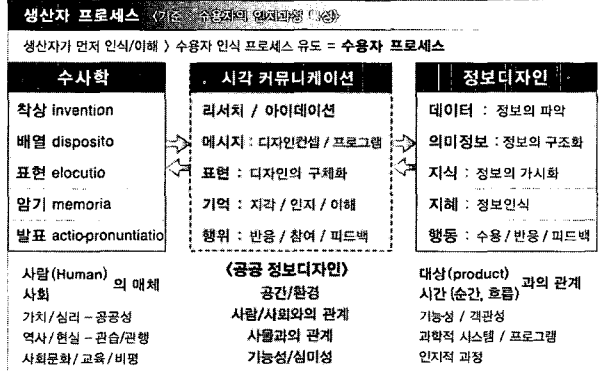 생산자 프로세스 〈기준 : 수용자의 인지과정 특성〉
생산자가 먼저 인식/이해 〉 수용자 인식 프로세스 유도 = 수용자 프로세스
수사학
착상 invention
배열 disposito
표현 elocutio
암기 memoria
발표 actio-pronuntiatio
시각 커뮤니케이션
리서치 / 아이데이션
메시지 : 디자인컨셉 / 프로그램
표현 : 디자인의 구체화
기억 : 지각 / 인지 / 이해
행위 : 반응 / 참여 / 피드백
정보디자인
데이터 : 정보의 파악
의미정보 : 정보의 구조화
지식 : 정보의 가시화
지혜 : 정보인식
행동 : 수용 / 반응 / 피드백
사람(Human)
사회
의 매체
가치/심리 – 공공성
역사/현실 – 관습/관행
사회문화/교육/비평
〈공공 정보디자인〉
공간/환경
사람/사회와의 관계
사물과의 관계
기능성/심미성
대상(product)
시간 (순간, 흐름)
과의 관계
기능성 / 객관성
과학적 시스템 / 프로그램
인지적 과정